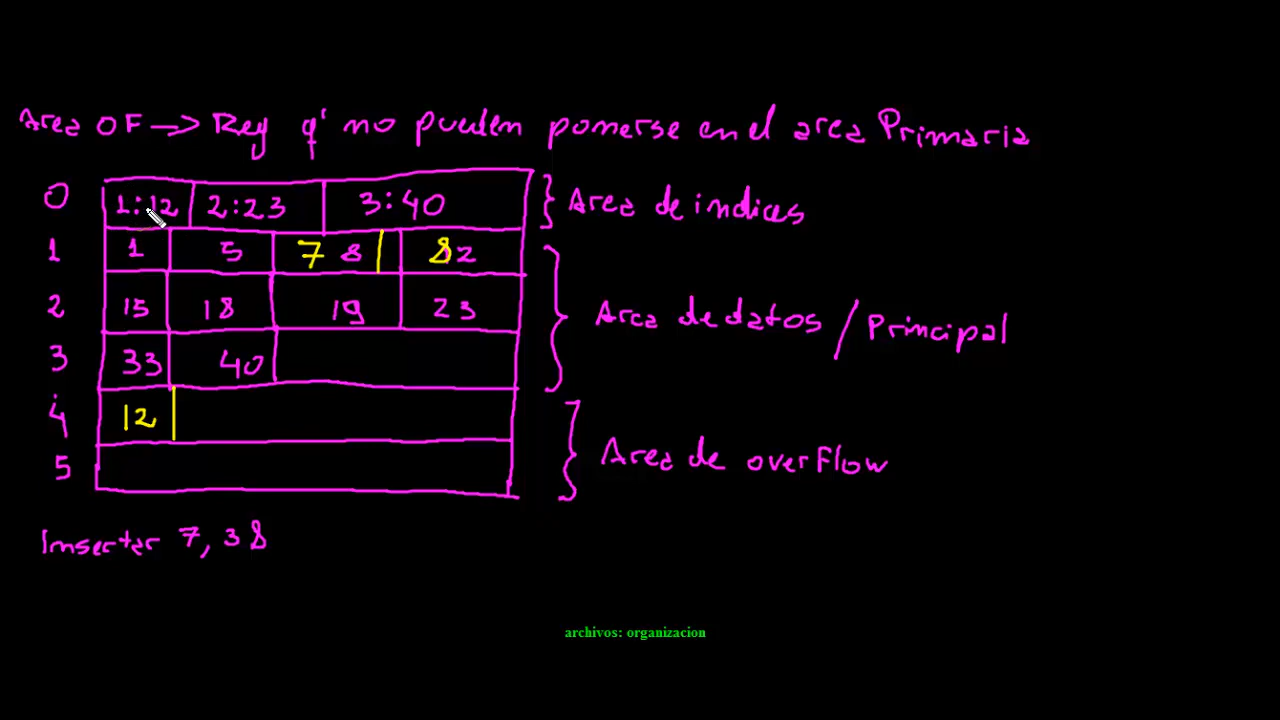 Area OF → Reg q' no pueden ponerse en el area Primaria
0 1:12 2:23 3:40 Area de indices
1 1 5 7 8 82
2 15 18 19 23 Area de datos / Principal
3 33 40
4 12
5 Area de overflow
Insertar 7, 38
archivos: organizacion